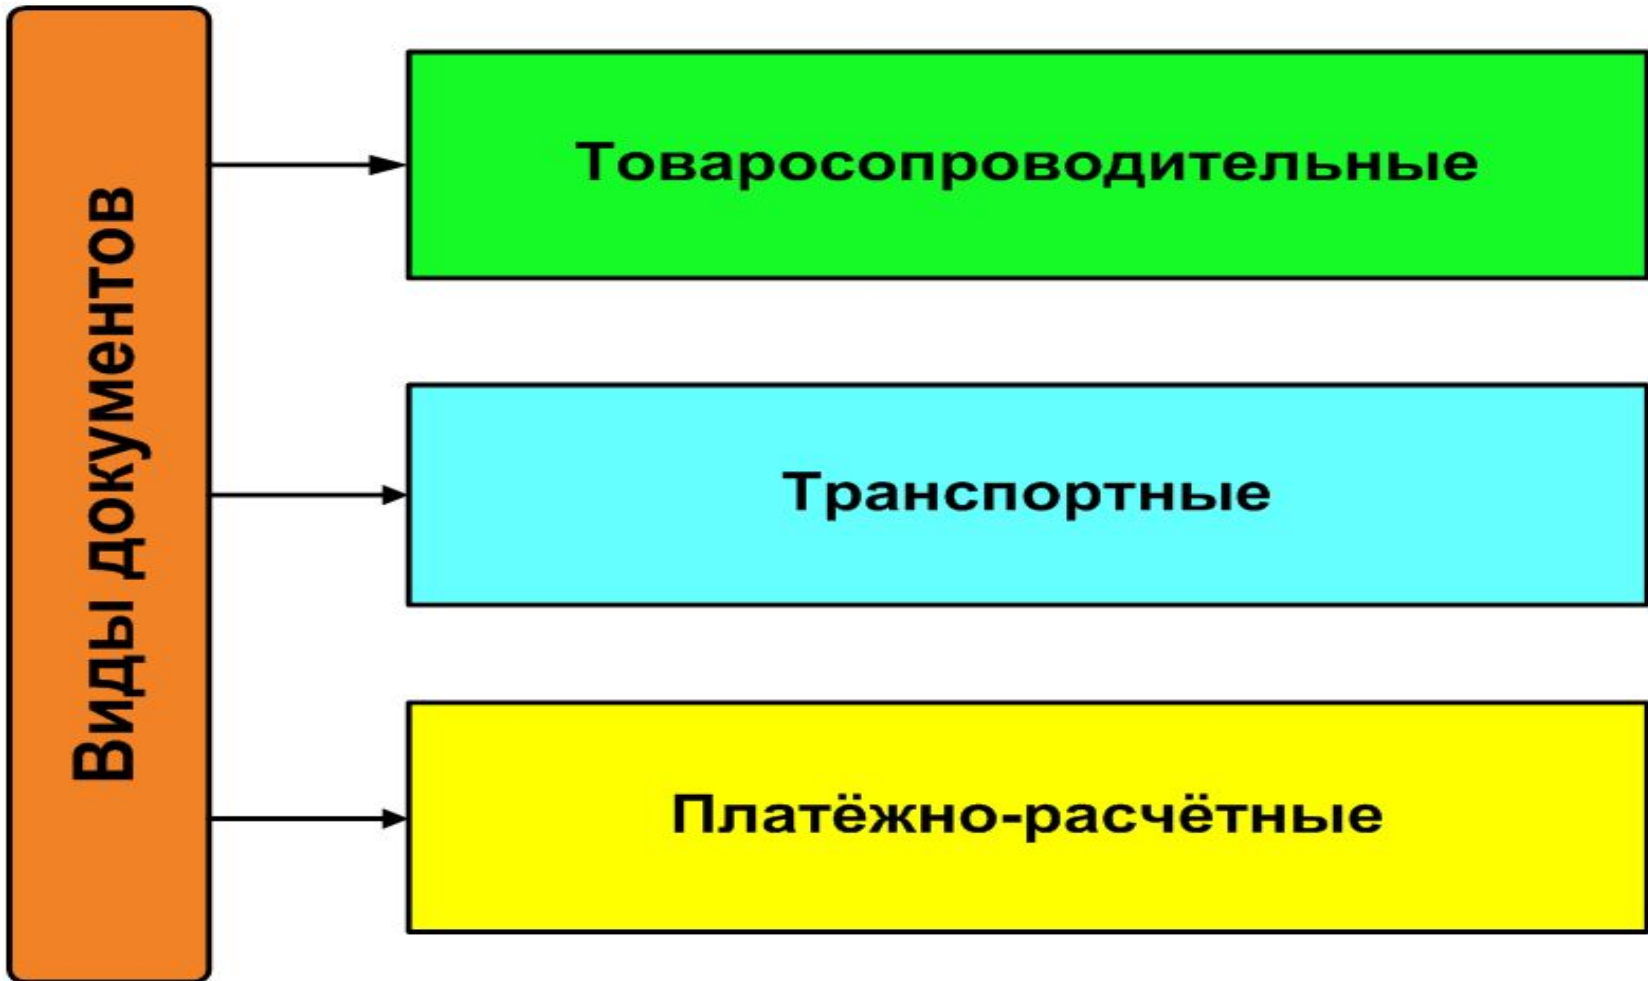 Виды документов
Товаросопроводительные
Транспортные
Платёжно-расчётные